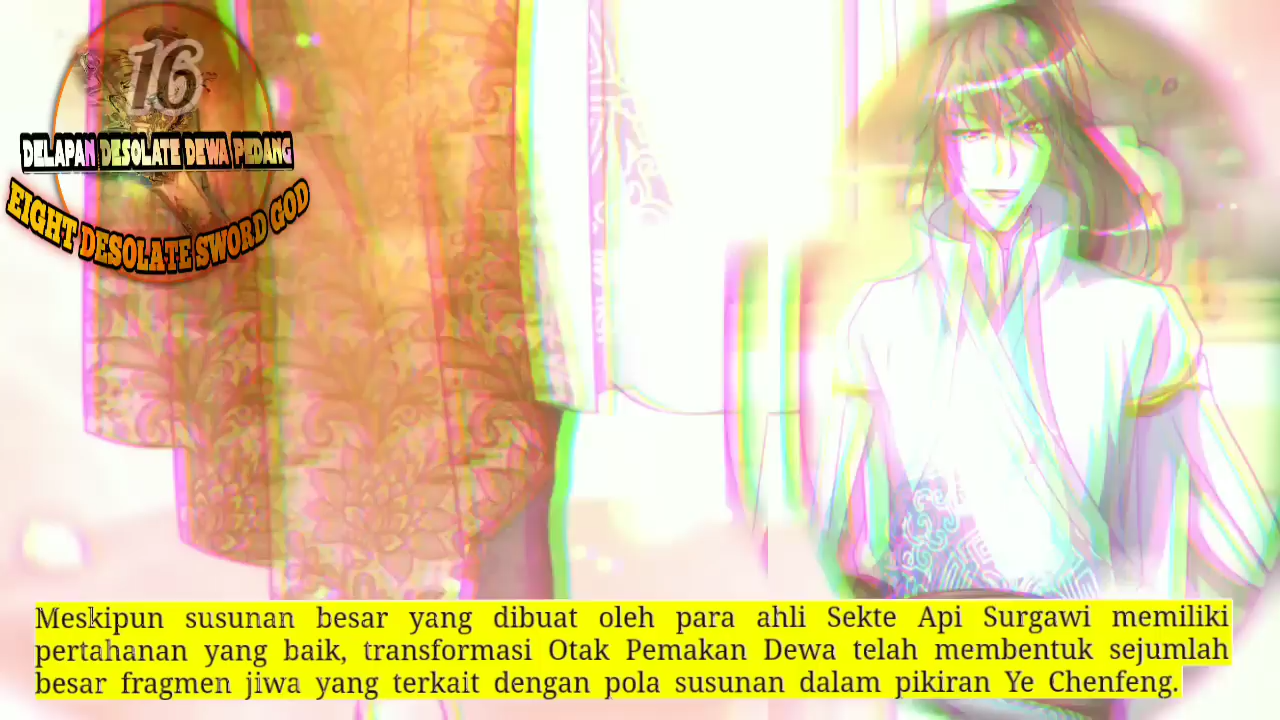 16
DELAPAN DESOLATE DEWA PEDANG
EIGHT DESOLATE SWORD GOD
Meskipun susunan besar yang dibuat oleh para ahli Sekte Api Surgawi memiliki
pertahanan yang baik, transformasi Otak Pemakan Dewa telah membentuk sejumlah
besar fragmen jiwa yang terkait dengan pola susunan dalam pikiran Ye Chenfeng.